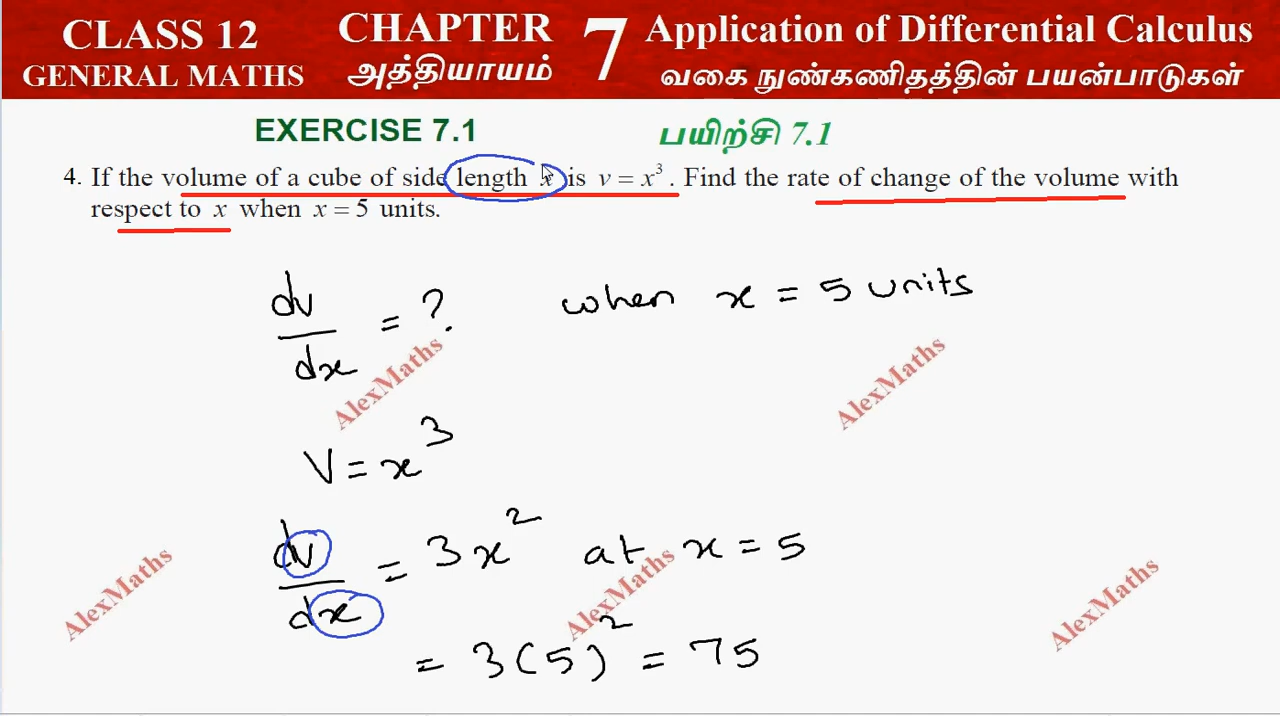 CLASS 12
GENERAL MATHS
CHAPTER
அத்தியாயம்
7
Application of Differential Calculus
வகை நுண்கணிதத்தின் பயன்பாடுகள்
EXERCISE 7.1
பயிற்சி 7.1
4. If the volume of a cube of side length x is v = x³. Find the rate of change of the volume with
respect to x when x = 5 units.
dv/dx = ? when x = 5 units
AlexMaths
AlexMaths
V = x³
dv/dx = 3x² at x = 5
AlexMaths
AlexMaths
AlexMaths
= 3(5)² = 75